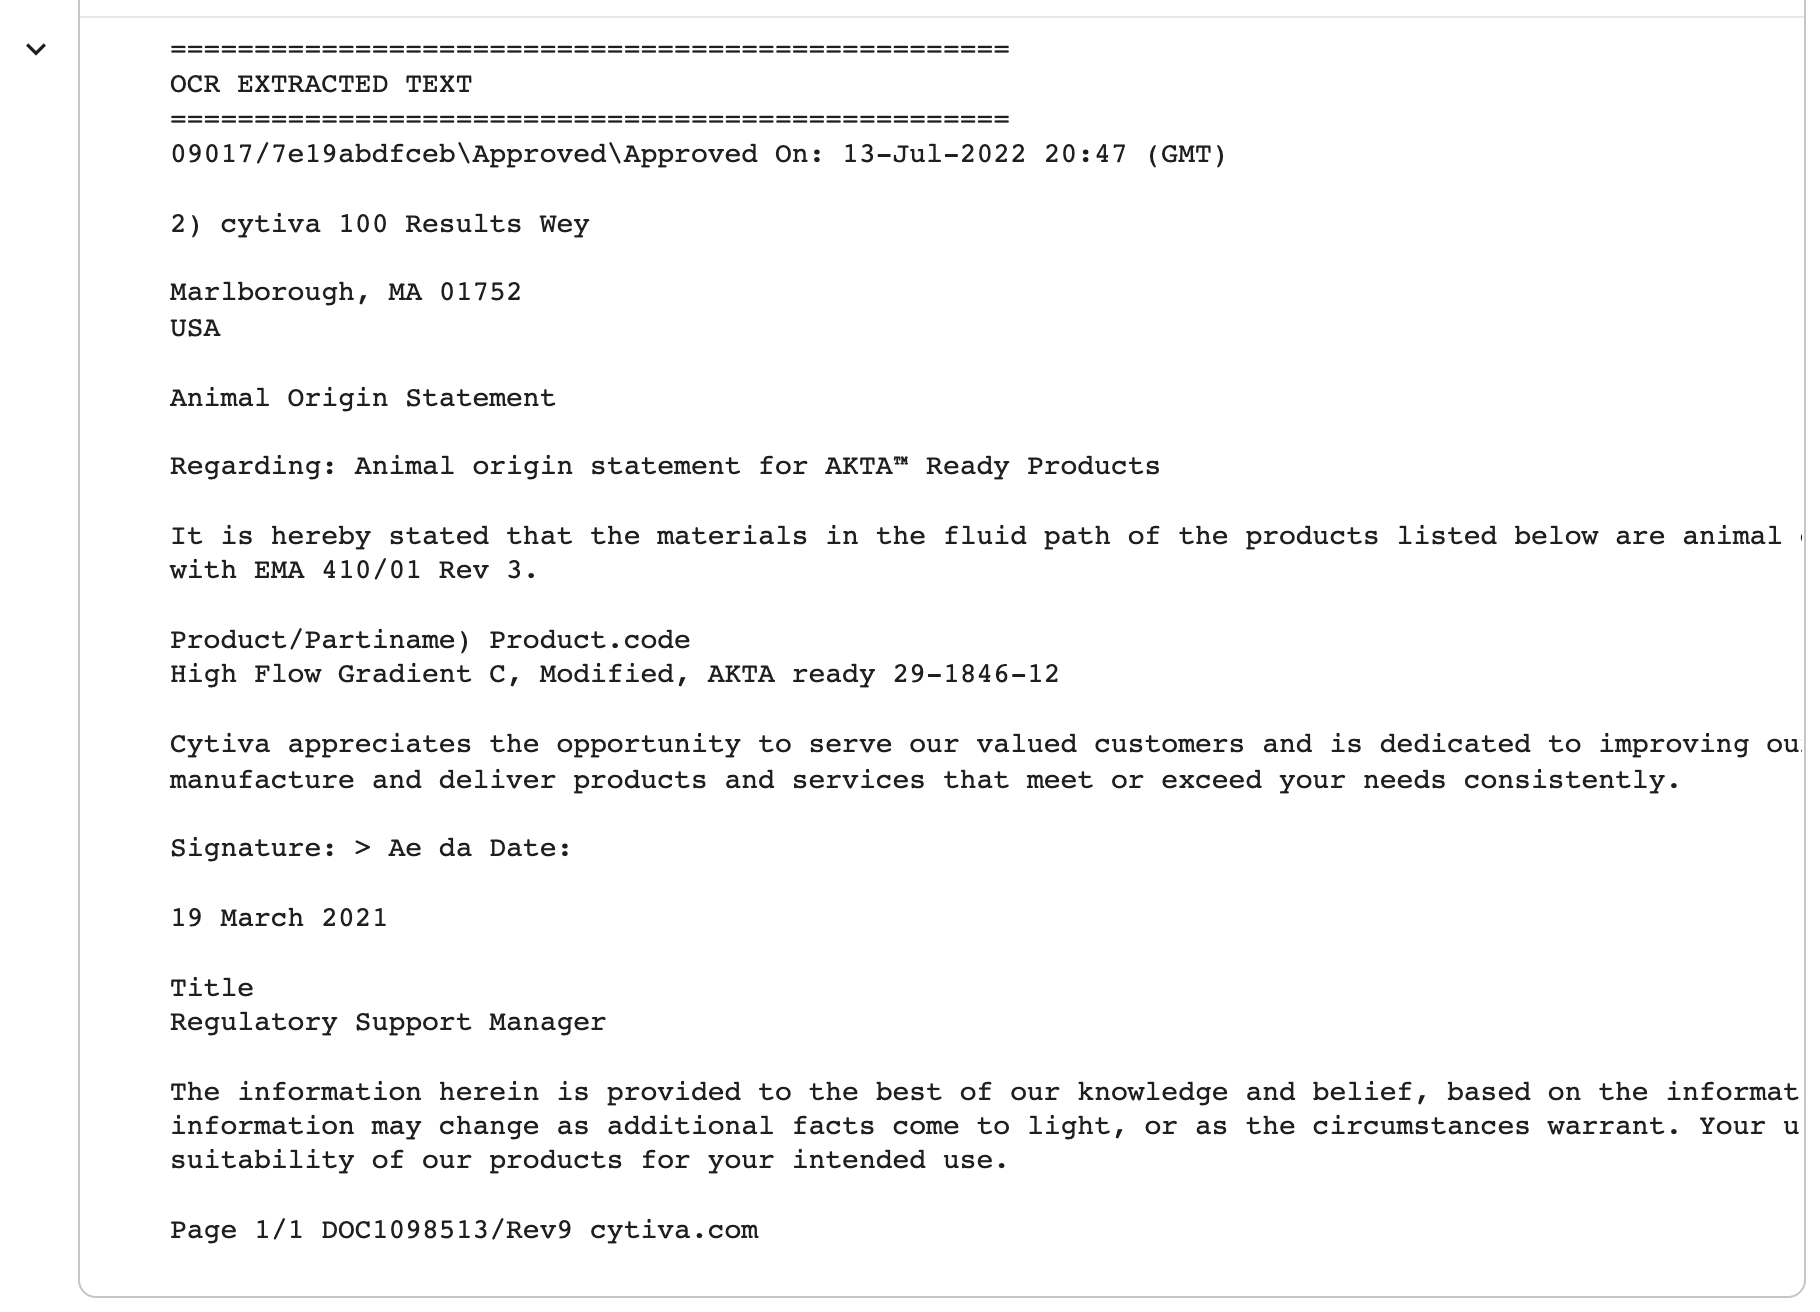 ==================================================
OCR EXTRACTED TEXT
==================================================
09017/7e19abdfceb\Approved\Approved On: 13-Jul-2022 20:47 (GMT)
2) cytiva 100 Results Wey
Marlborough, MA 01752
USA
Animal Origin Statement
Regarding: Animal origin statement for AKTA™ Ready Products
It is hereby stated that the materials in the fluid path of the products listed below are animal
with EMA 410/01 Rev 3.
Product/Partiname) Product.code
High Flow Gradient C, Modified, AKTA ready 29-1846-12
Cytiva appreciates the opportunity to serve our valued customers and is dedicated to improving ou
manufacture and deliver products and services that meet or exceed your needs consistently.
Signature: > Ae da Date:
19 March 2021
Title
Regulatory Support Manager
The information herein is provided to the best of our knowledge and belief, based on the informat
information may change as additional facts come to light, or as the circumstances warrant. Your u
suitability of our products for your intended use.
Page 1/1 DOC1098513/Rev9 cytiva.com